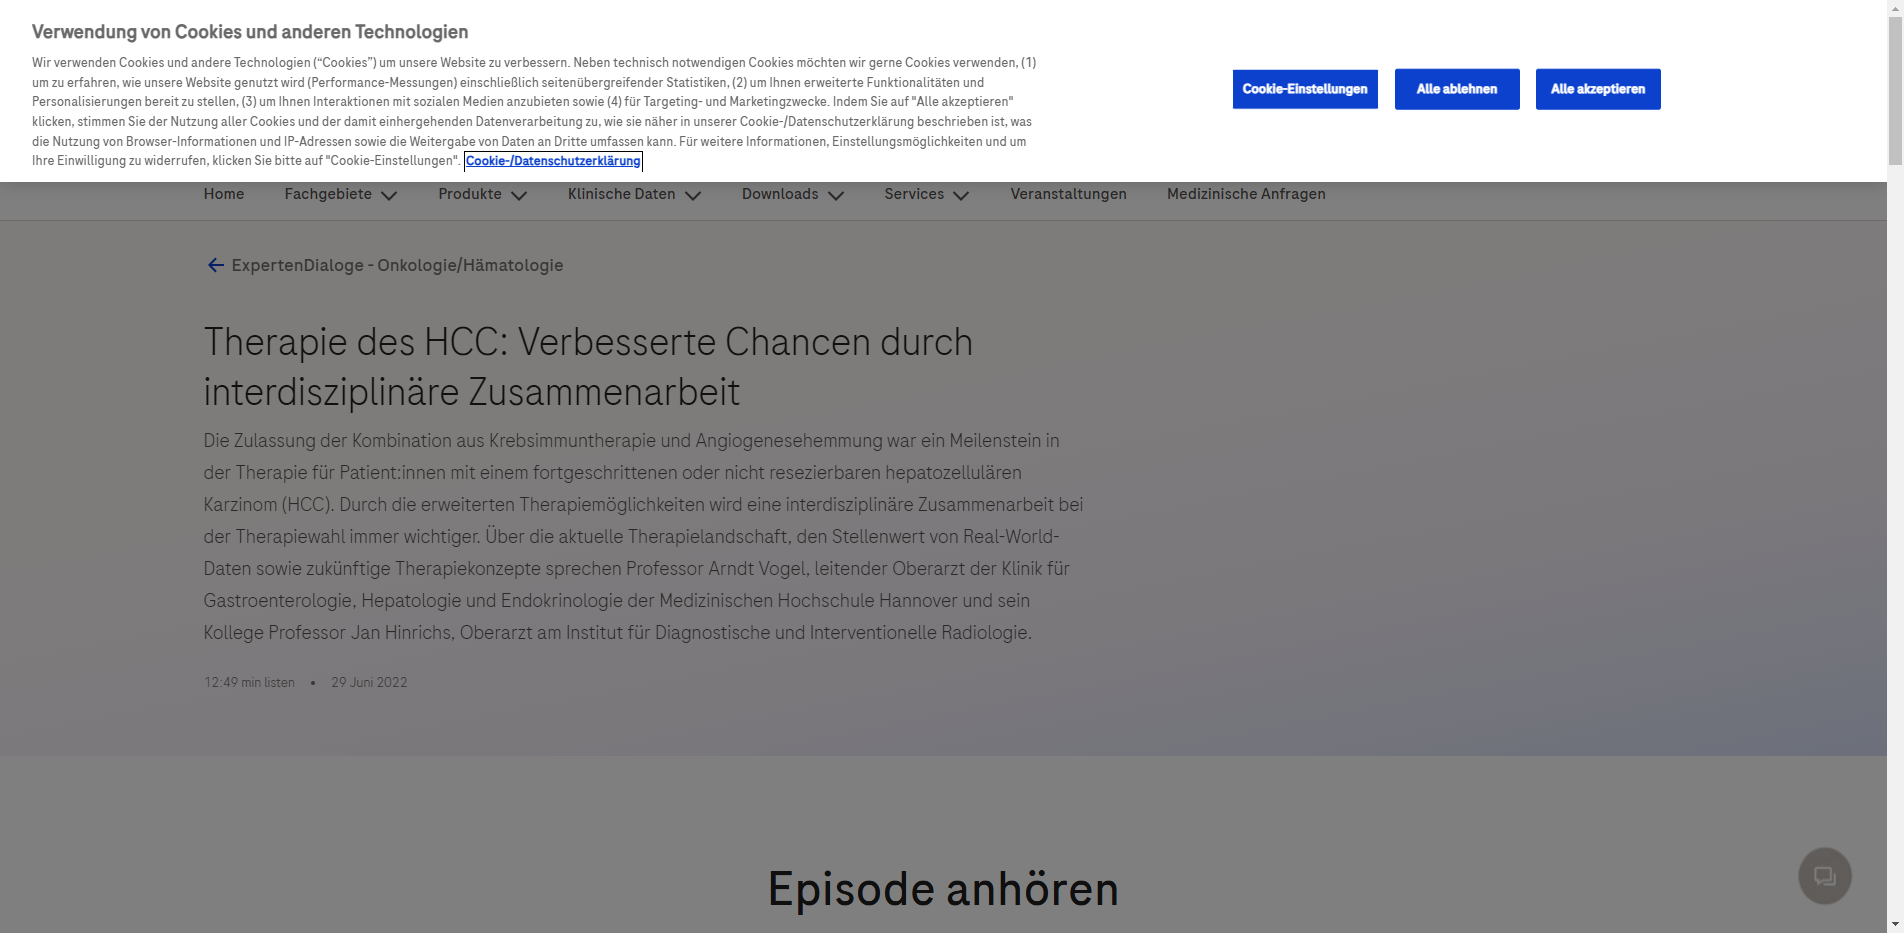 Verwendung von Cookies und anderen Technologien
Wir verwenden Cookies und andere Technologien (“Cookies”) um unsere Website zu verbessern. Neben technisch notwendigen Cookies möchten wir gerne Cookies verwenden, (1)
um zu erfahren, wie unsere Website genutzt wird (Performance-Messungen) einschließlich seitenübergreifender Statistiken, (2) um Ihnen erweiterte Funktionalitäten und
Personalisierungen bereit zu stellen, (3) um Ihnen Interaktionen mit sozialen Medien anzubieten sowie (4) für Targeting- und Marketingzwecke. Indem Sie auf "Alle akzeptieren"
klicken, stimmen Sie der Nutzung aller Cookies und der damit einhergehenden Datenverarbeitung zu, wie sie näher in unserer Cookie-/Datenschutzerklärung beschrieben ist, was
die Nutzung von Browser-Informationen und IP-Adressen sowie die Weitergabe von Daten an Dritte umfassen kann. Für weitere Informationen, Einstellungsmöglichkeiten und um
Ihre Einwilligung zu widerrufen, klicken Sie bitte auf "Cookie-Einstellungen". Cookie-/Datenschutzerklärung
Cookie-Einstellungen Alle ablehnen Alle akzeptieren
Home Fachgebiete Produkte Klinische Daten Downloads Services Veranstaltungen Medizinische Anfragen
ExpertenDialoge - Onkologie/Hämatologie
Therapie des HCC: Verbesserte Chancen durch
interdisziplinäre Zusammenarbeit
Die Zulassung der Kombination aus Krebsimmuntherapie und Angiogenesehemmung war ein Meilenstein in
der Therapie für Patient:innen mit einem fortgeschrittenen oder nicht resezierbaren hepatozellulären
Karzinom (HCC). Durch die erweiterten Therapiemöglichkeiten wird eine interdisziplinäre Zusammenarbeit bei
der Therapiewahl immer wichtiger. Über die aktuelle Therapielandschaft, den Stellenwert von Real-World-
Daten sowie zukünftige Therapiekonzepte sprechen Professor Arndt Vogel, leitender Oberarzt der Klinik für
Gastroenterologie, Hepatologie und Endokrinologie der Medizinischen Hochschule Hannover und sein
Kollege Professor Jan Hinrichs, Oberarzt am Institut für Diagnostische und Interventionelle Radiologie.
12:49 min listen • 29 Juni 2022
Episode anhören